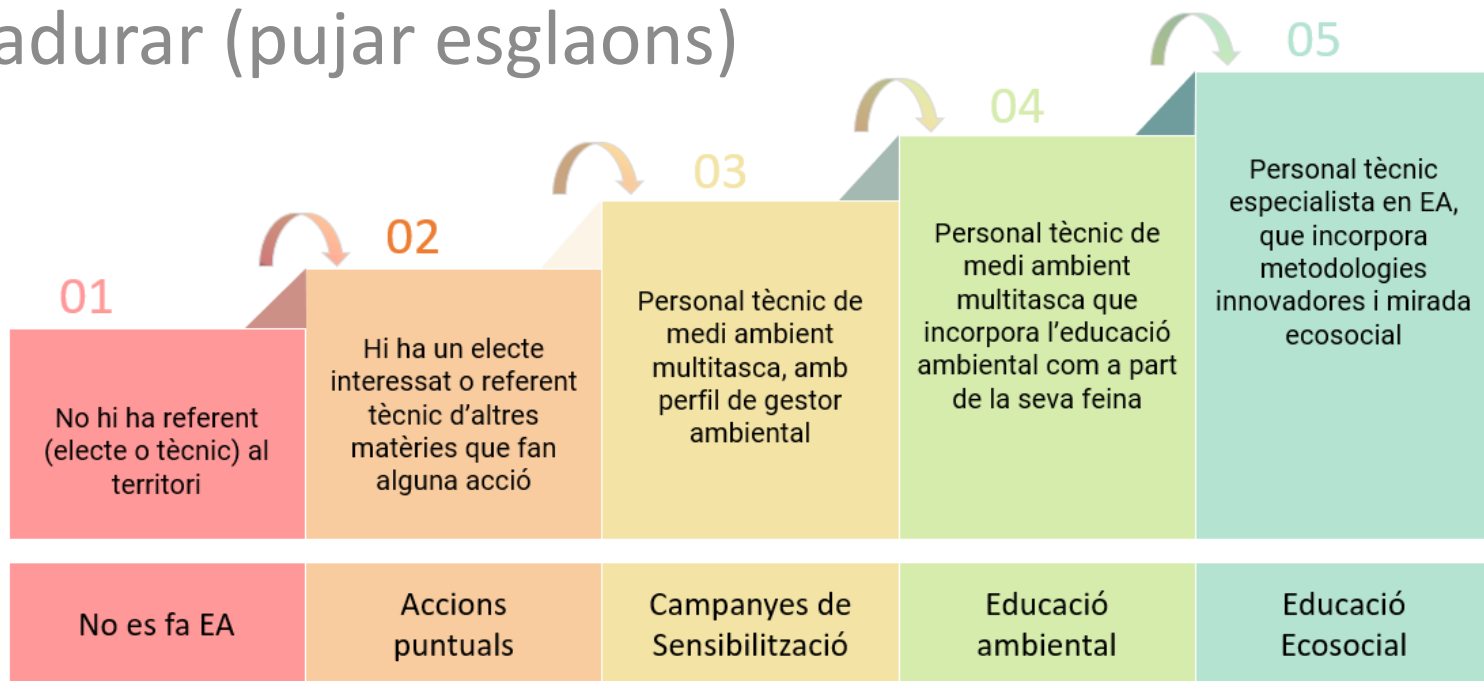 adurar (pujar esglaons)
01
No hi ha referent
(electe o tècnic) al
territori
No es fa EA
02
Hi ha un electe
interessat o referent
tècnic d’altres
matèries que fan
alguna acció
Accions
puntuals
03
Personal tècnic de
medi ambient
multitasca, amb
perfil de gestor
ambiental
Campanyes de
Sensibilització
04
Personal tècnic de
medi ambient
multitasca que
incorpora l’educació
ambiental com a part
de la seva feina
Educació
ambiental
05
Personal tècnic
especialista en EA,
que incorpora
metodologies
innovadores i mirada
ecosocial
Educació
Ecosocial